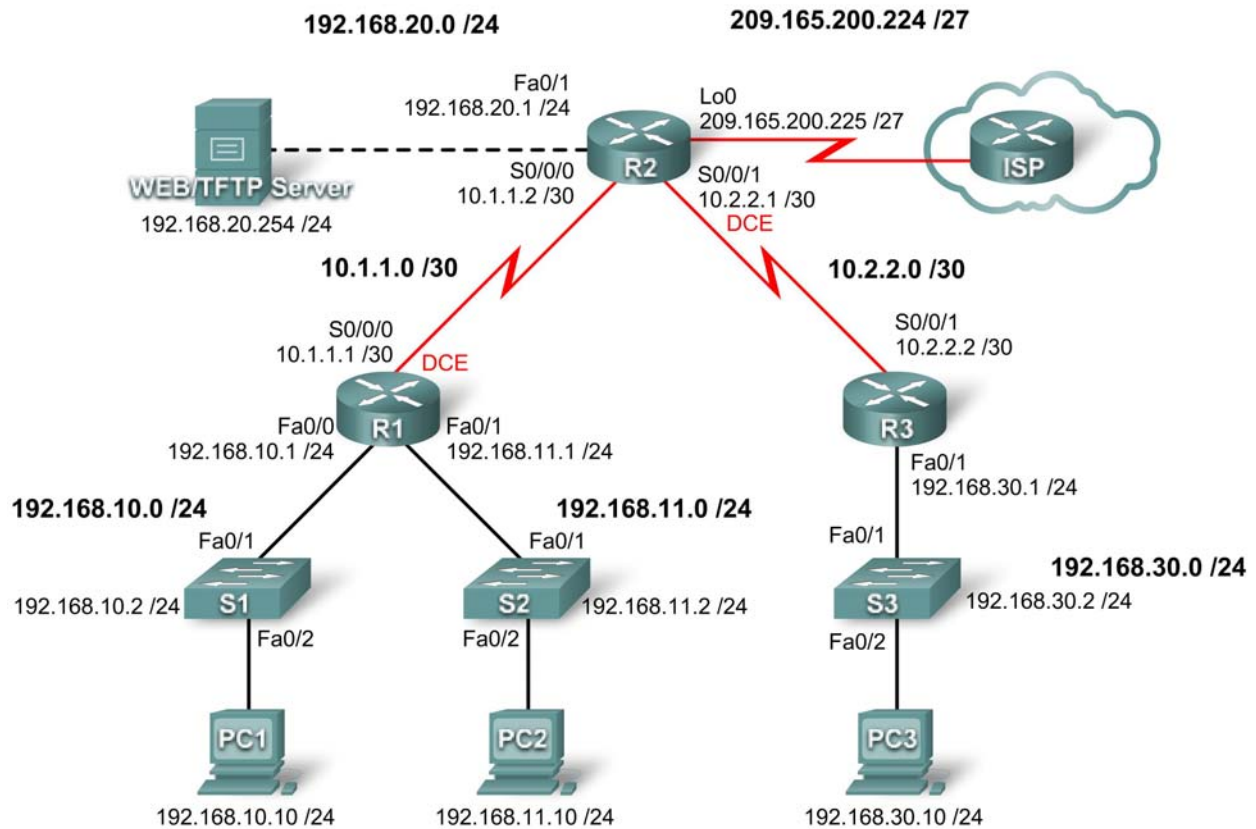 192.168.20.0 /24
209.165.200.224 /27
Fa0/1
192.168.20.1 /24
Lo0
209.165.200.225 /27
WEB/TFTP Server
192.168.20.254 /24
S0/0/0
10.1.1.2 /30
R2
S0/0/1
10.2.2.1 /30
DCE
ISP
10.1.1.0 /30
10.2.2.0 /30
S0/0/0
10.1.1.1 /30
DCE
S0/0/1
10.2.2.2 /30
Fa0/0
192.168.10.1 /24
R1
Fa0/1
192.168.11.1 /24
R3
Fa0/1
192.168.30.1 /24
192.168.10.0 /24
192.168.11.0 /24
Fa0/1
Fa0/1
Fa0/1
192.168.30.0 /24
192.168.10.2 /24
S1
S2
192.168.11.2 /24
S3
192.168.30.2 /24
Fa0/2
Fa0/2
Fa0/2
PC1
PC2
PC3
192.168.10.10 /24
192.168.11.10 /24
192.168.30.10 /24